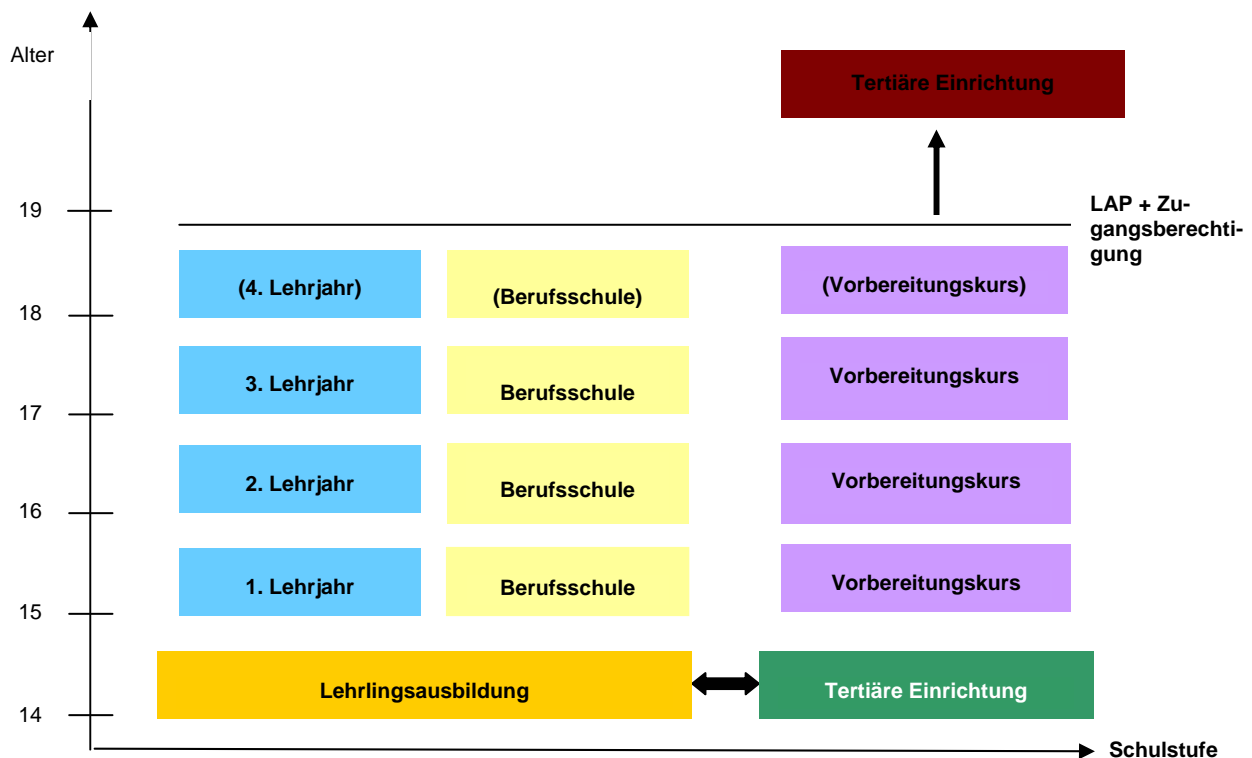 Alter
Tertiäre Einrichtung
19
LAP + Zu-
gangsberechti-
gung
(4. Lehrjahr)
(Berufsschule)
(Vorbereitungskurs)
18
3. Lehrjahr
Berufsschule
Vorbereitungskurs
17
2. Lehrjahr
Berufsschule
Vorbereitungskurs
16
1. Lehrjahr
Berufsschule
Vorbereitungskurs
15
Lehrlingsausbildung
Tertiäre Einrichtung
14
Schulstufe